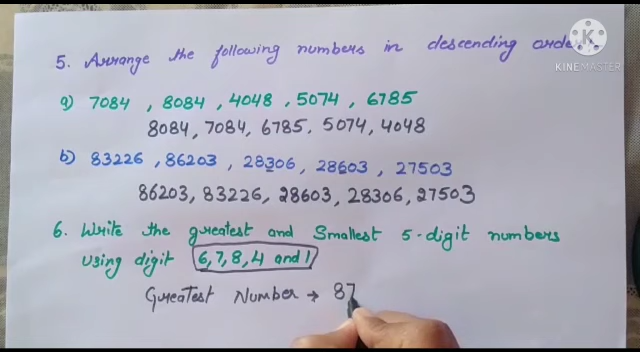 5. Arrange the following numbers in descending order
KINEMASTER
a) 7084 , 8084 , 4048 , 5074 , 6785
8084, 7084, 6785, 5074, 4048
b) 83226 , 86203 , 28306 , 28603 , 27503
86203, 83226, 28603, 28306, 27503
6. Write the greatest and Smallest 5-digit numbers
using digit 6, 7, 8, 4 and 1
Greatest Number → 87